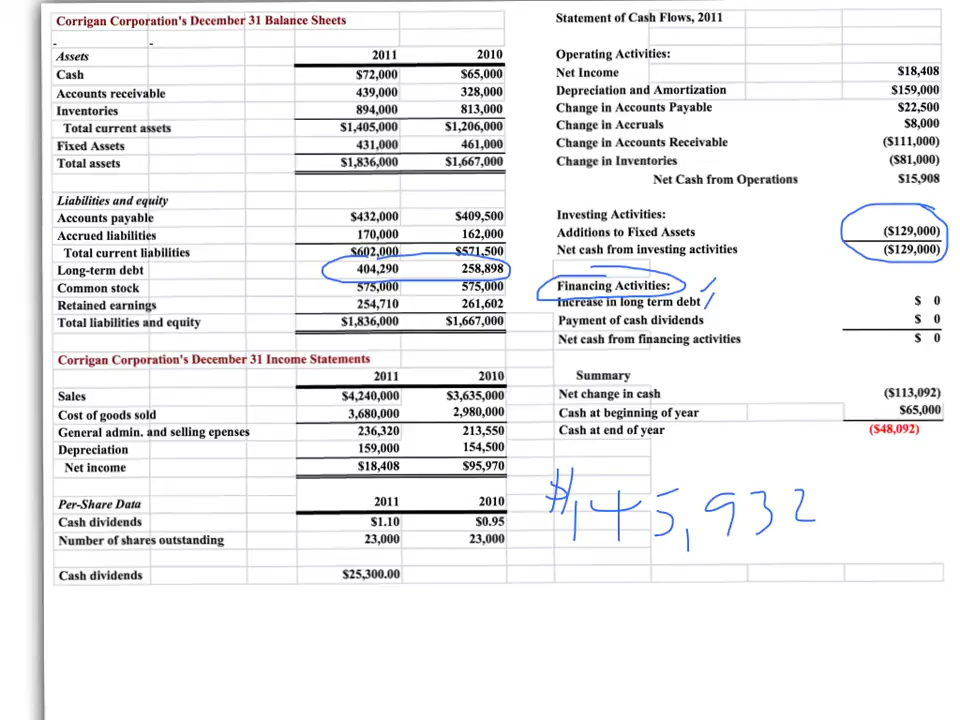 Corrigan Corporation's December 31 Balance Sheets
Assets 2011 2010
Cash $72,000 $65,000
Accounts receivable 439,000 328,000
Inventories 894,000 813,000
Total current assets $1,405,000 $1,206,000
Fixed Assets 431,000 461,000
Total assets $1,836,000 $1,667,000
Liabilities and equity
Accounts payable $432,000 $409,500
Accrued liabilities 170,000 162,000
Total current liabilities $602,000 $571,500
Long-term debt 404,290 258,898
Common stock 575,000 575,000
Retained earnings 254,710 261,602
Total liabilities and equity $1,836,000 $1,667,000
Corrigan Corporation's December 31 Income Statements
2011 2010
Sales $4,240,000 $3,635,000
Cost of goods sold 3,680,000 2,980,000
General admin. and selling epenses 236,320 213,550
Depreciation 159,000 154,500
Net income $18,408 $95,970
Per-Share Data 2011 2010
Cash dividends $1.10 $0.95
Number of shares outstanding 23,000 23,000
Cash dividends $25,300.00
Statement of Cash Flows, 2011
Operating Activities:
Net Income $18,408
Depreciation and Amortization $159,000
Change in Accounts Payable $22,500
Change in Accruals $8,000
Change in Accounts Receivable ($111,000)
Change in Inventories ($81,000)
Net Cash from Operations $15,908
Investing Activities:
Additions to Fixed Assets ($129,000)
Net cash from investing activities ($129,000)
Financing Activities:
Increase in long term debt $ 0
Payment of cash dividends $ 0
Net cash from financing activities $ 0
Summary
Net change in cash ($113,092)
Cash at beginning of year $65,000
Cash at end of year ($48,092)
$145,932